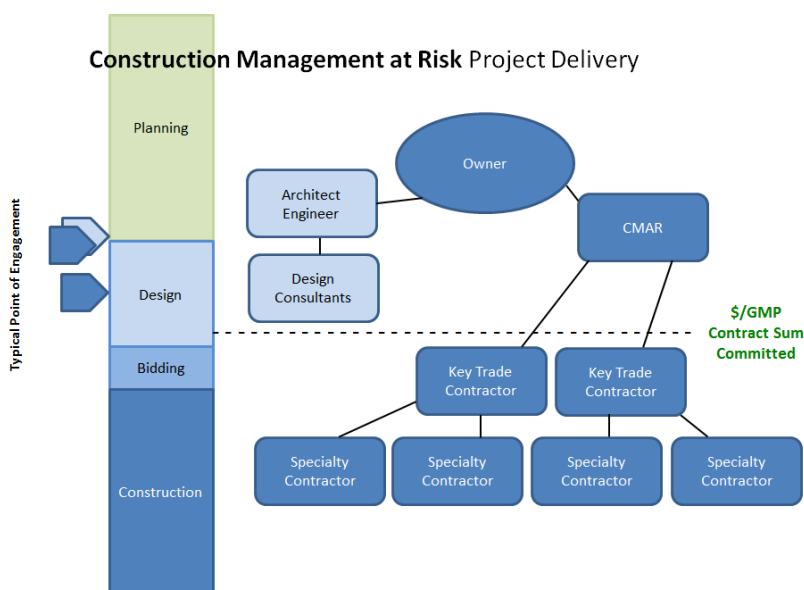 Construction Management at Risk Project Delivery
Typical Point of Engagement
Planning
Design
Bidding
Construction
Owner
Architect
Engineer
CMAR
Design
Consultants
$/GMP
Contract Sum
Committed
Key Trade
Contractor
Key Trade
Contractor
Specialty
Contractor
Specialty
Contractor
Specialty
Contractor
Specialty
Contractor